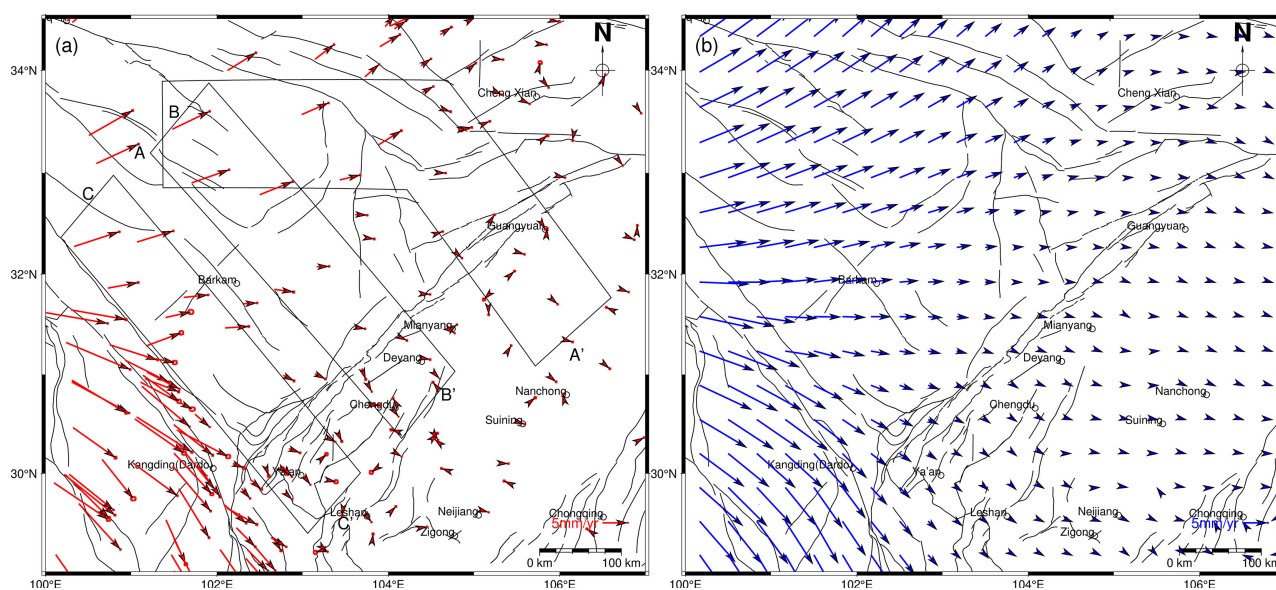 (a)
N
34°N
32°N
30°N
Cheng Xian
B
A
C
Guangyuan
Barkam
Mianyang
A'
Deyang
B'
Nanchong
Chengdu
Suining
Kangding(Dardo)
Ya'an
Leshan
C'
Neijiang
Chongqing
5mm/yr
Zigong
0 km 100 km
100°E 102°E 104°E 106°E
(b)
N
34°N
32°N
30°N
Cheng Xian
Guangyuan
Barkam
Mianyang
Deyang
Nanchong
Chengdu
Suining
Kangding(Dardo)
Ya'an
Leshan
Neijiang
Chongqing
5mm/yr
Zigong
0 km 100 km
100°E 102°E 104°E 106°E